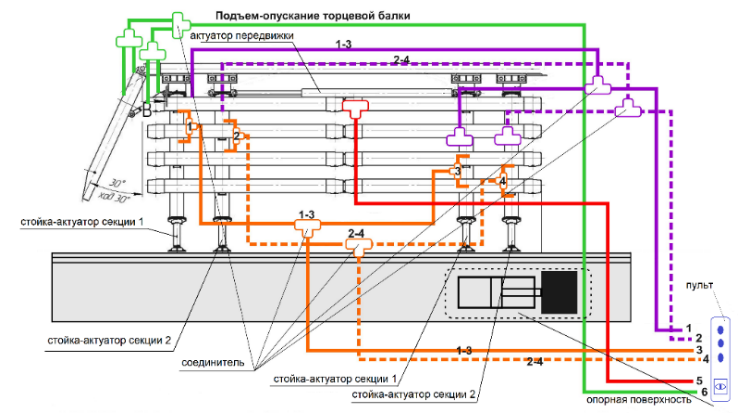 Подъем-опускание торцевой балки
актуатор передвижки
1-3
2-4
В
1
2
3
4
30°
ход 30°
стойка-актуатор секции 1
1-3
2-4
пульт
1
2
стойка-актуатор секции 2
1-3
3
соединитель
2-4
4
стойка-актуатор секции 1
5
стойка-актуатор секции 2
опорная поверхность
6